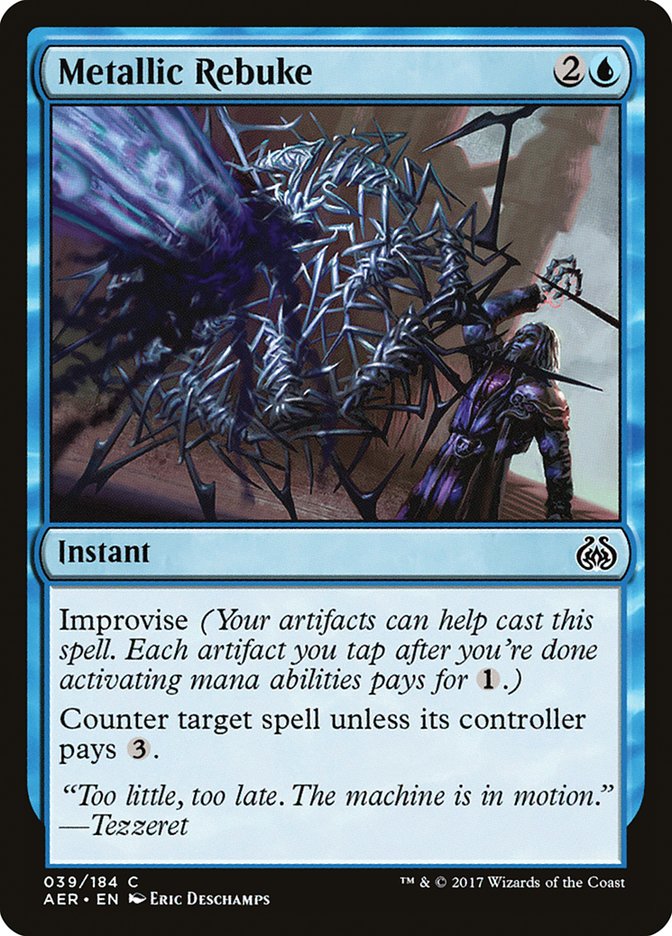 Metallic Rebuke 2
Instant
Improvise (Your artifacts can help cast this
spell. Each artifact you tap after you're done
activating mana abilities pays for 1.)
Counter target spell unless its controller
pays 3.
"Too little, too late. The machine is in motion."
—Tezzeret
039/184 C
AER • EN Eric Deschamps
™ & © 2017 Wizards of the Coast